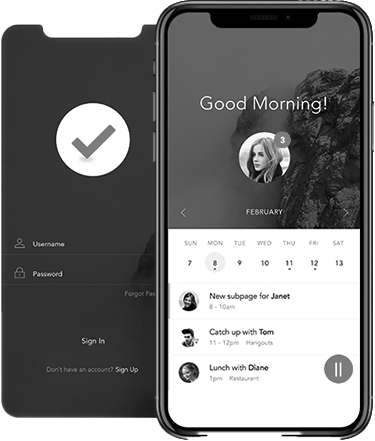 Good Morning!
3
FEBRUARY
SUN MON TUE WED THU FRI SAT
7 8 9 10 11 12 13
New subpage for Janet
8 - 10am
Catch up with Tom
11 - 12pm Hangouts
Lunch with Diane
1pm Restaurant
Username
Password
Forgot Pas
Sign In
Don't have an account? Sign Up